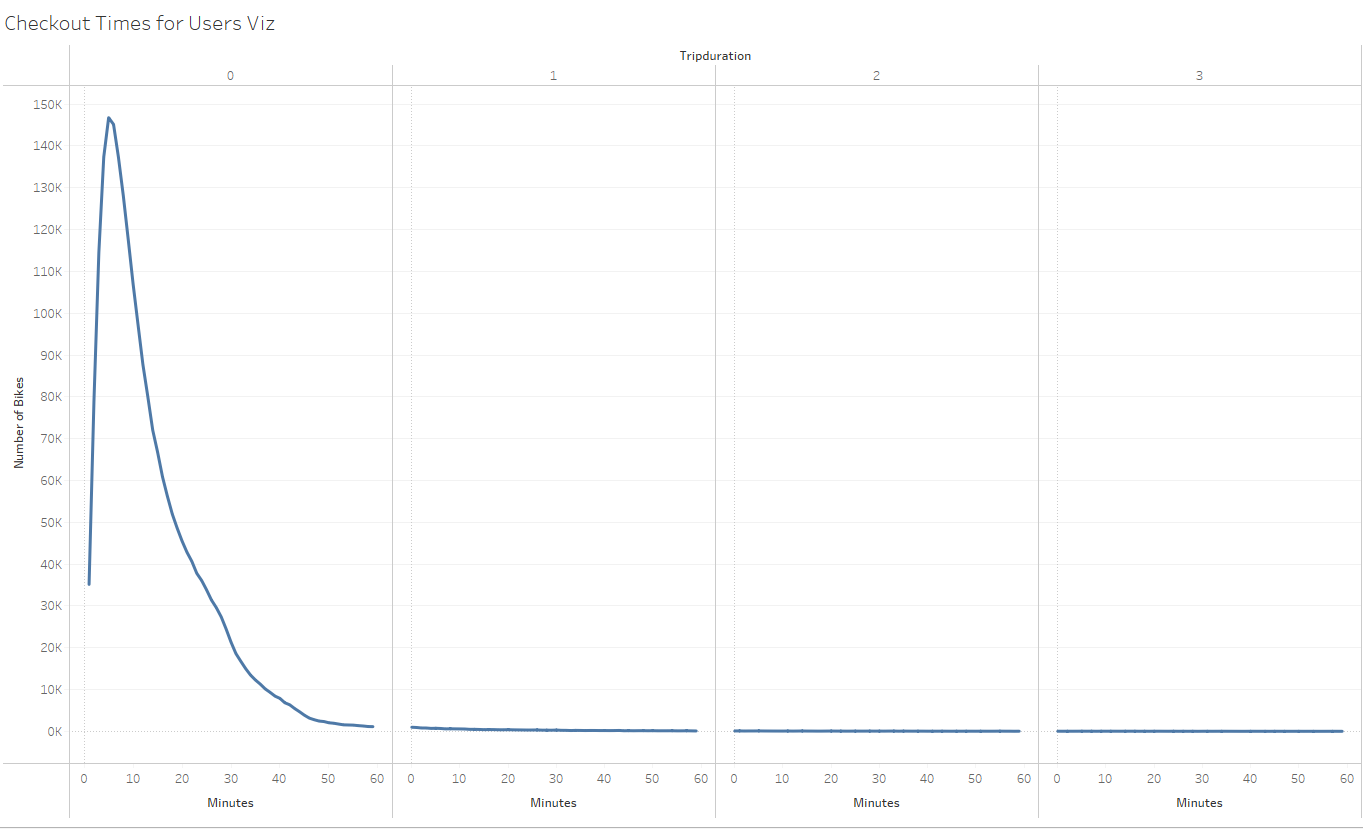 Checkout Times for Users Viz
Tripduration
0 1 2 3
150K
140K
130K
120K
110K
100K
90K
80K
70K
60K
50K
40K
30K
20K
10K
0K
Number of Bikes
0 10 20 30 40 50 60 0 10 20 30 40 50 60 0 10 20 30 40 50 60 0 10 20 30 40 50 60
Minutes Minutes Minutes Minutes